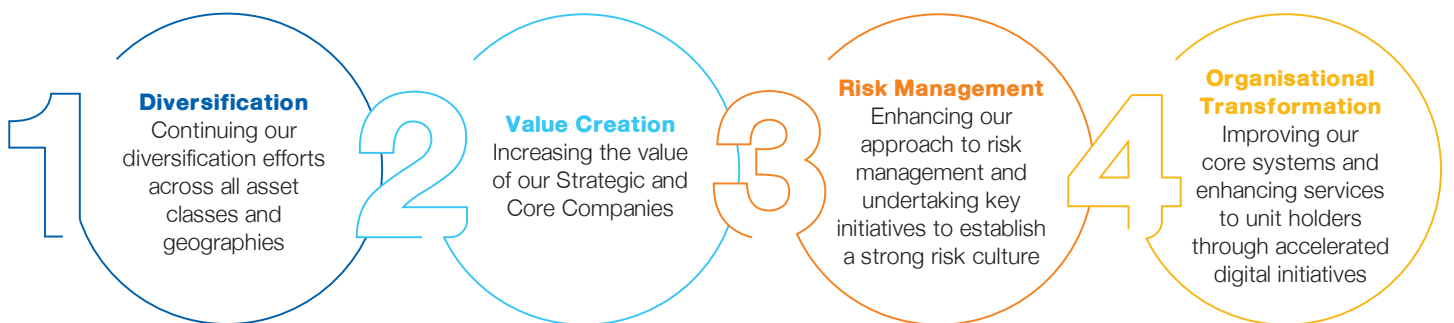 1
Diversification
Continuing our
diversification efforts
across all asset
classes and
geographies
2
Value Creation
Increasing the value
of our Strategic and
Core Companies
3
Risk Management
Enhancing our
approach to risk
management and
undertaking key
initiatives to establish
a strong risk culture
4
Organisational
Transformation
Improving our
core systems and
enhancing services
to unit holders
through accelerated
digital initiatives